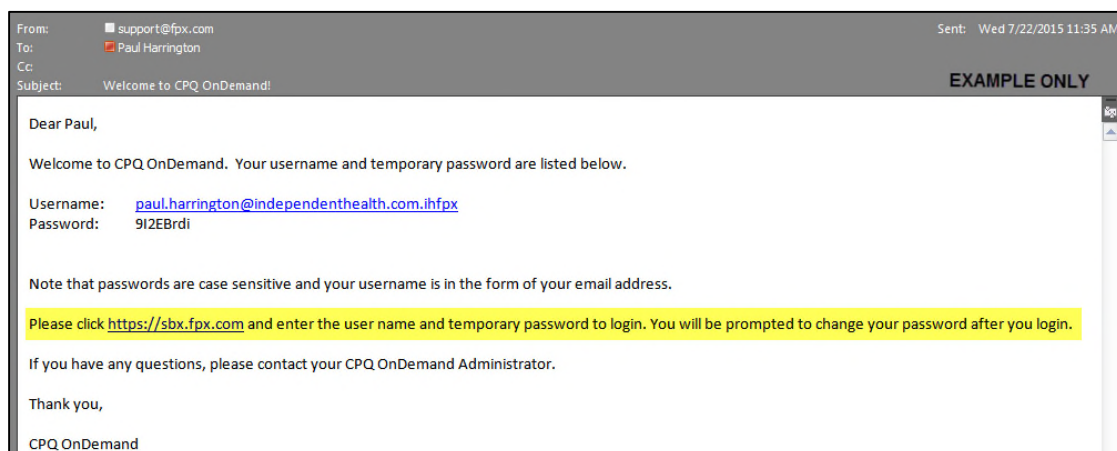 From: support@fpx.com Sent: Wed 7/22/2015 11:35 AM
To: Paul Harrington
Cc:
Subject: Welcome to CPQ OnDemand!
EXAMPLE ONLY
Dear Paul,
Welcome to CPQ OnDemand. Your username and temporary password are listed below.
Username: paul.harrington@independenthealth.com.ihfpx
Password: 9I2EBrdi
Note that passwords are case sensitive and your username is in the form of your email address.
Please click https://sbx.fpx.com and enter the user name and temporary password to login. You will be prompted to change your password after you login.
If you have any questions, please contact your CPQ OnDemand Administrator.
Thank you,
CPQ OnDemand